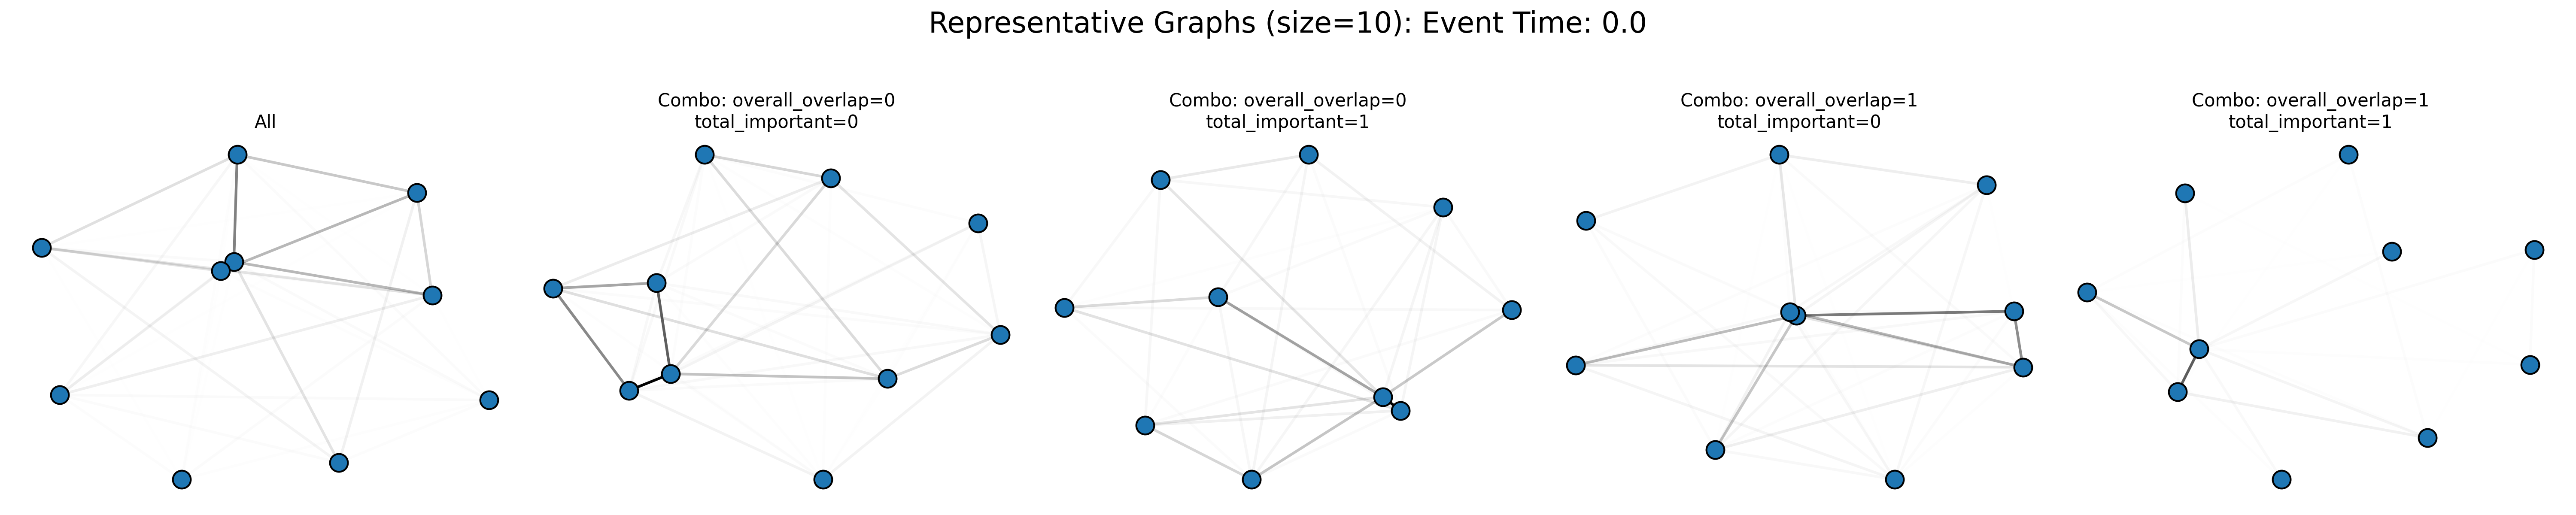 Representative Graphs (size=10): Event Time: 0.0
All
Combo: overall_overlap=0
total_important=0
Combo: overall_overlap=0
total_important=1
Combo: overall_overlap=1
total_important=0
Combo: overall_overlap=1
total_important=1